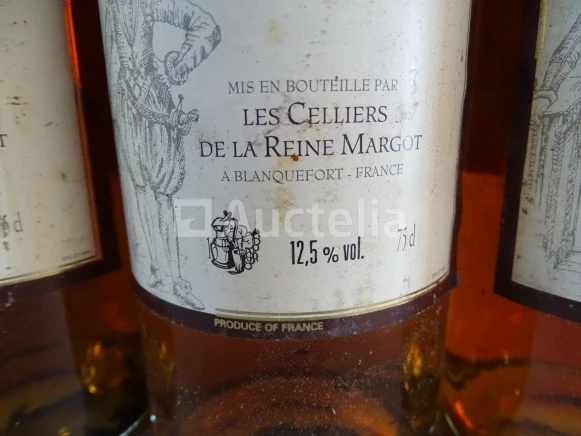 MIS EN BOUTEILLE PAR
LES CELLIERS
DE LA REINE MARGOT
À BLANQUEFORT - FRANCE
Auctelia
12,5 % vol.
75 cl
PRODUCE OF FRANCE